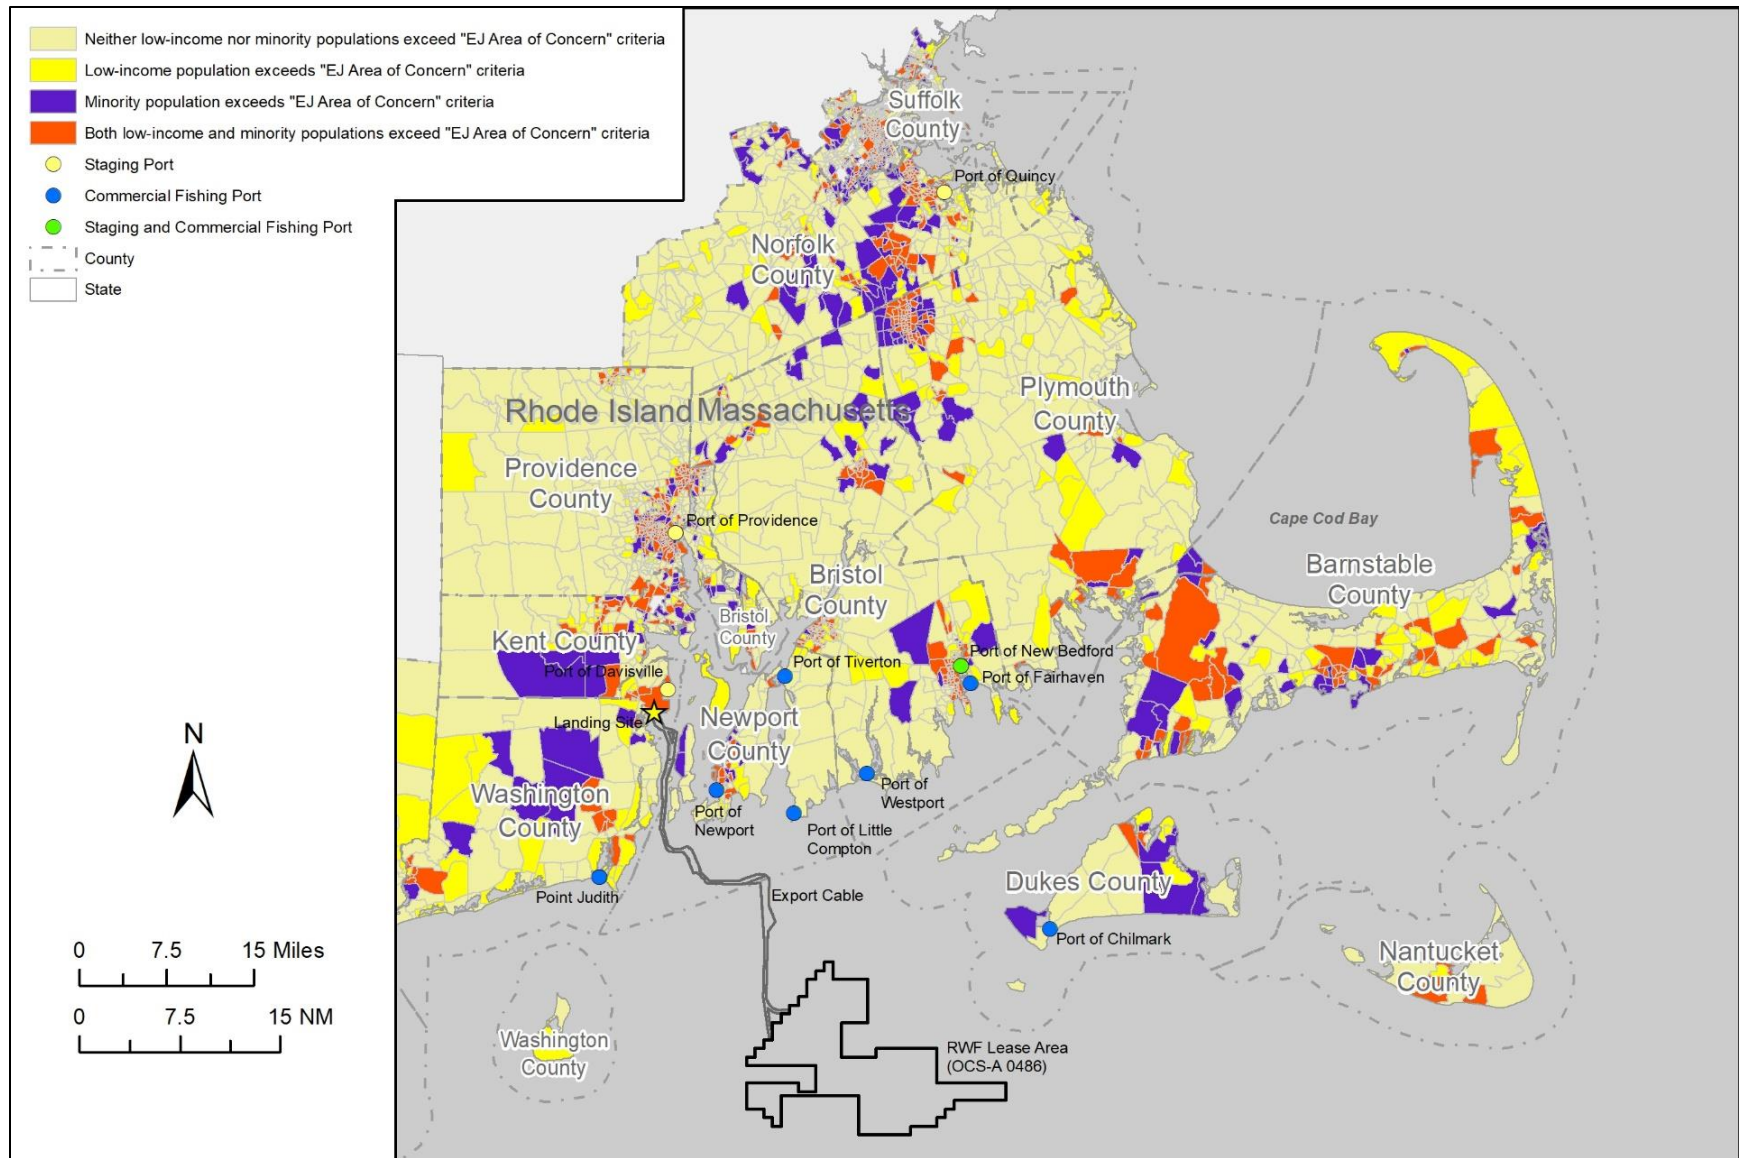 Neither low-income nor minority populations exceed "EJ Area of Concern" criteria
Low-income population exceeds "EJ Area of Concern" criteria
Minority population exceeds "EJ Area of Concern" criteria
Both low-income and minority populations exceed "EJ Area of Concern" criteria
Staging Port
Commercial Fishing Port
Staging and Commercial Fishing Port
County
State
Suffolk
County
Port of Quincy
Norfolk
County
Plymouth
County
Rhode Island
Massachusetts
Providence
County
Port of Providence
Cape Cod Bay
Barnstable
County
Bristol
County
Bristol
County
Kent County
Port of Davisville
Port of Tiverton
Port of New Bedford
Port of Fairhaven
Landing Site
Newport
County
Washington
County
Port of
Newport
Port of
Westport
Port of Little
Compton
Point Judith
Export Cable
Dukes County
Port of Chilmark
Nantucket
County
Washington
County
RWF Lease Area
(OCS-A 0486)
N
0 7.5 15 Miles
0 7.5 15 NM